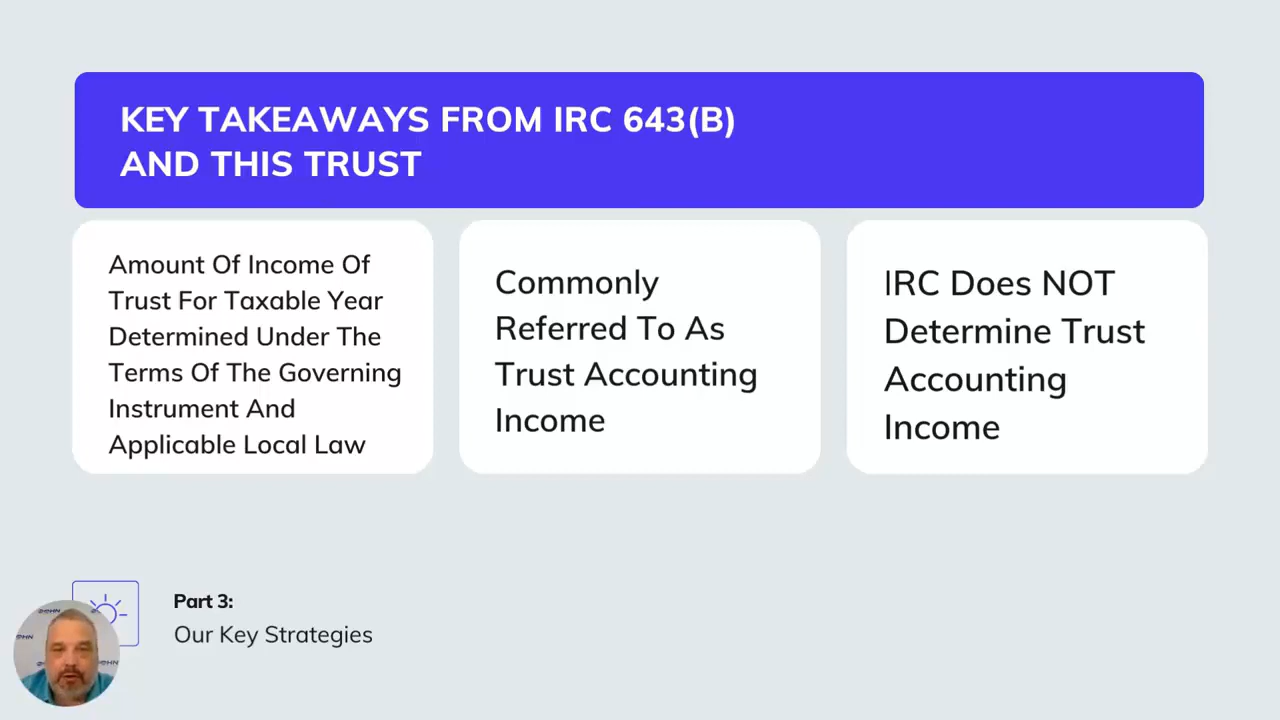 KEY TAKEAWAYS FROM IRC 643(B)
AND THIS TRUST
Amount Of Income Of
Trust For Taxable Year
Determined Under The
Terms Of The Governing
Instrument And
Applicable Local Law
Commonly
Referred To As
Trust Accounting
Income
IRC Does NOT
Determine Trust
Accounting
Income
Part 3:
Our Key Strategies